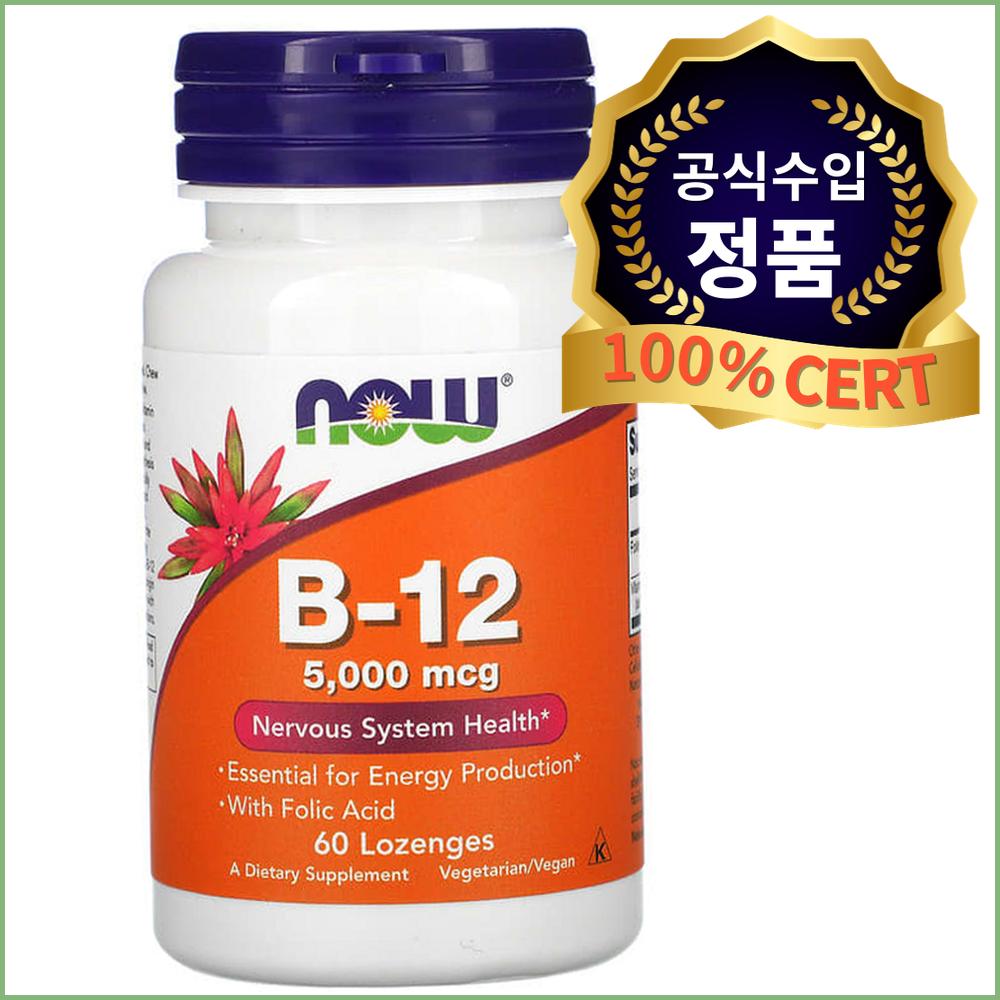 공식수입
정품
100% CERT
now®
B-12
5,000 mcg
Nervous System Health*
•Essential for Energy Production*
•With Folic Acid
60 Lozenges
A Dietary Supplement Vegetarian/Vegan
K